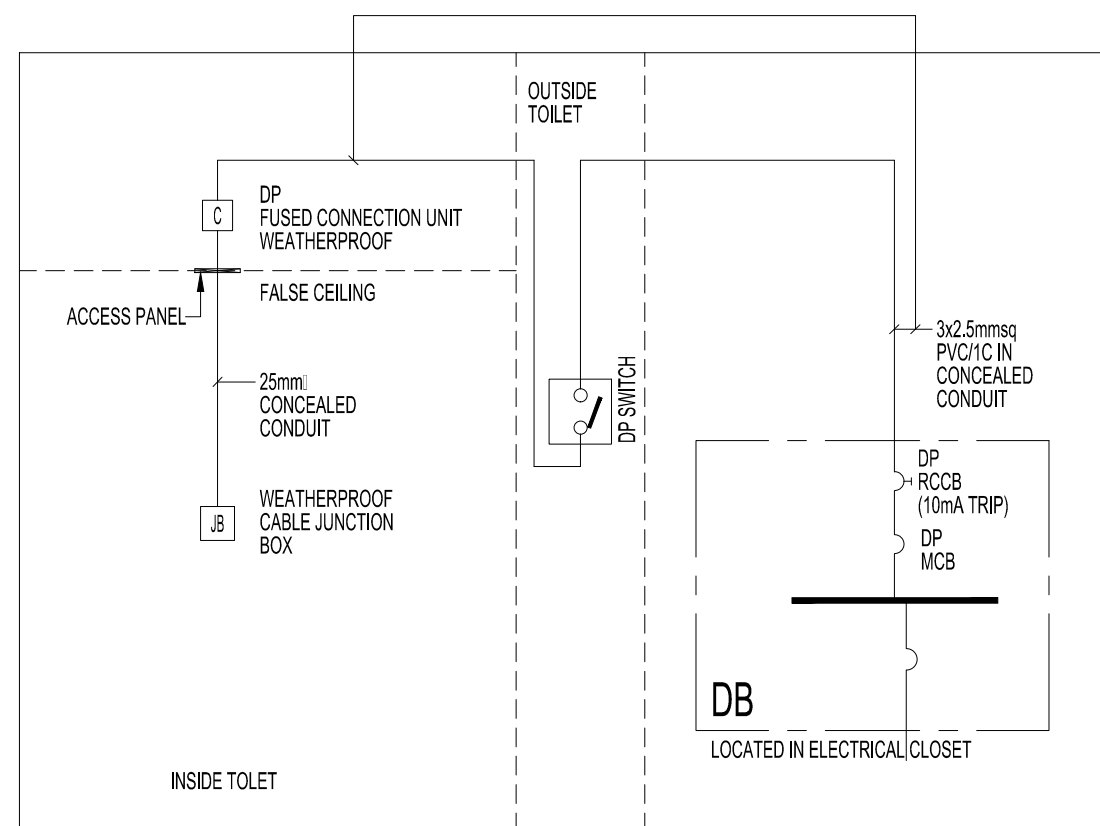 OUTSIDE
TOILET
DP
FUSED CONNECTION UNIT
WEATHERPROOF
C
FALSE CEILING
ACCESS PANEL
25mm▯
CONCEALED
CONDUIT
WEATHERPROOF
CABLE JUNCTION
BOX
JB
DP SWITCH
3x2.5mmsq
PVC/1C IN
CONCEALED
CONDUIT
DP
RCCB
(10mA TRIP)
DP
MCB
DB
LOCATED IN ELECTRICAL CLOSET
INSIDE TOLET